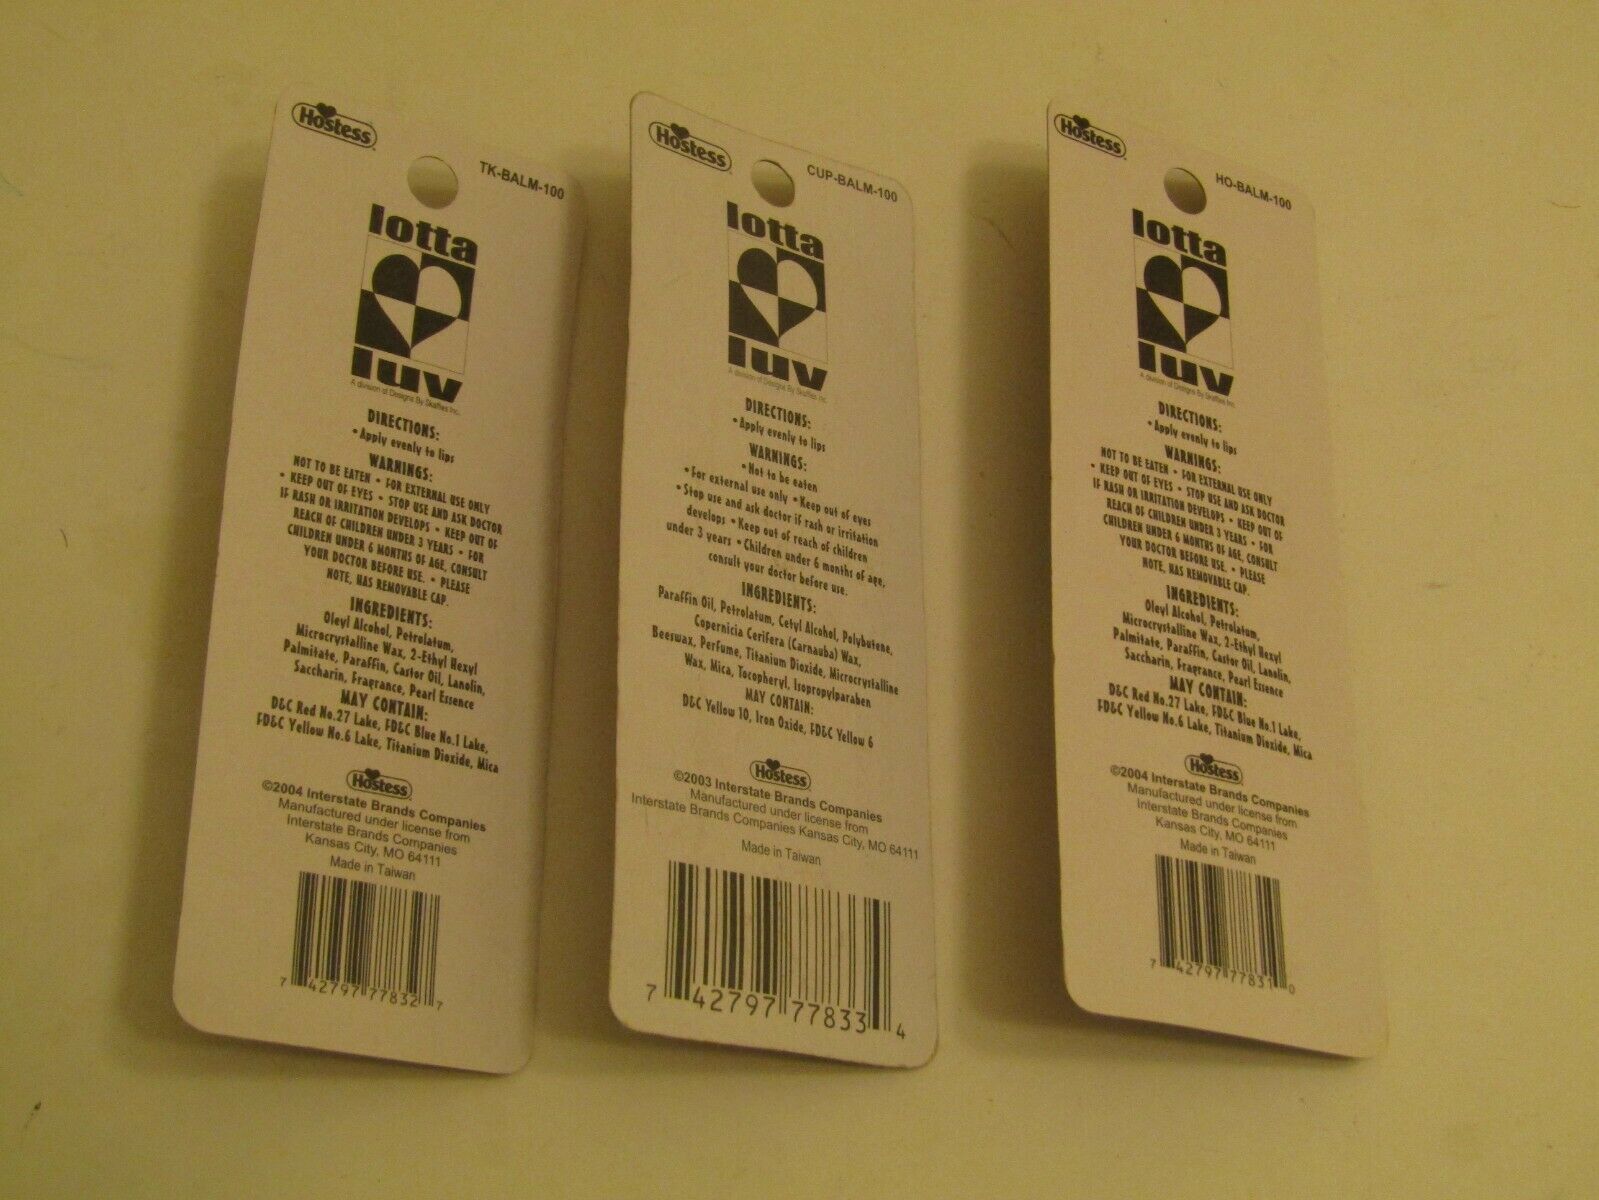 Hostess
TK-BALM-100
lotta
luv
A division of Designs By Skaffles Inc.
DIRECTIONS:
• Apply evenly to lips
WARNINGS:
NOT TO BE EATEN • FOR EXTERNAL USE ONLY
• KEEP OUT OF EYES • STOP USE AND ASK DOCTOR
IF RASH OR IRRITATION DEVELOPS • KEEP OUT OF
REACH OF CHILDREN UNDER 3 YEARS • FOR
CHILDREN UNDER 6 MONTHS OF AGE, CONSULT
YOUR DOCTOR BEFORE USE. • PLEASE
NOTE, HAS REMOVABLE CAP.
INGREDIENTS:
Oleyl Alcohol, Petrolatum,
Microcrystalline Wax, 2-Ethyl Hexyl
Palmitate, Paraffin, Castor Oil, Lanolin,
Saccharin, Fragrance, Pearl Essence
MAY CONTAIN:
D&C Red No.27 Lake, FD&C Blue No.1 Lake,
FD&C Yellow No.6 Lake, Titanium Dioxide, Mica
Hostess
©2004 Interstate Brands Companies
Manufactured under license from
Interstate Brands Companies
Kansas City, MO 64111
Made in Taiwan
7 42797 77832 7
Hostess
CUP-BALM-100
lotta
luv
A division of Designs By Skaffles Inc.
DIRECTIONS:
• Apply evenly to lips
WARNINGS:
• Not to be eaten
• For external use only • Keep out of eyes
• Stop use and ask doctor if rash or irritation
develops • Keep out of reach of children
under 3 years • Children under 6 months of age,
consult your doctor before use.
INGREDIENTS:
Paraffin Oil, Petrolatum, Cetyl Alcohol, Polybutene,
Copernicia Cerifera (Carnauba) Wax,
Beeswax, Perfume, Titanium Dioxide, Microcrystalline
Wax, Mica, Tocopheryl, Isopropylparaben
MAY CONTAIN:
D&C Yellow 10, Iron Oxide, FD&C Yellow 6
Hostess
©2003 Interstate Brands Companies
Manufactured under license from
Interstate Brands Companies Kansas City, MO 64111
Made in Taiwan
7 42797 77833 4
Hostess
HO-BALM-100
lotta
luv
A division of Designs By Skaffles Inc.
DIRECTIONS:
• Apply evenly to lips
WARNINGS:
NOT TO BE EATEN • FOR EXTERNAL USE ONLY
• KEEP OUT OF EYES • STOP USE AND ASK DOCTOR
IF RASH OR IRRITATION DEVELOPS • KEEP OUT OF
REACH OF CHILDREN UNDER 3 YEARS • FOR
CHILDREN UNDER 6 MONTHS OF AGE, CONSULT
YOUR DOCTOR BEFORE USE. • PLEASE
NOTE, HAS REMOVABLE CAP.
INGREDIENTS:
Oleyl Alcohol, Petrolatum,
Microcrystalline Wax, 2-Ethyl Hexyl
Palmitate, Paraffin, Castor Oil, Lanolin,
Saccharin, Fragrance, Pearl Essence
MAY CONTAIN:
D&C Red No.27 Lake, FD&C Blue No.1 Lake,
FD&C Yellow No.6 Lake, Titanium Dioxide, Mica
Hostess
©2004 Interstate Brands Companies
Manufactured under license from
Interstate Brands Companies
Kansas City, MO 64111
Made in Taiwan
7 42797 77831 0